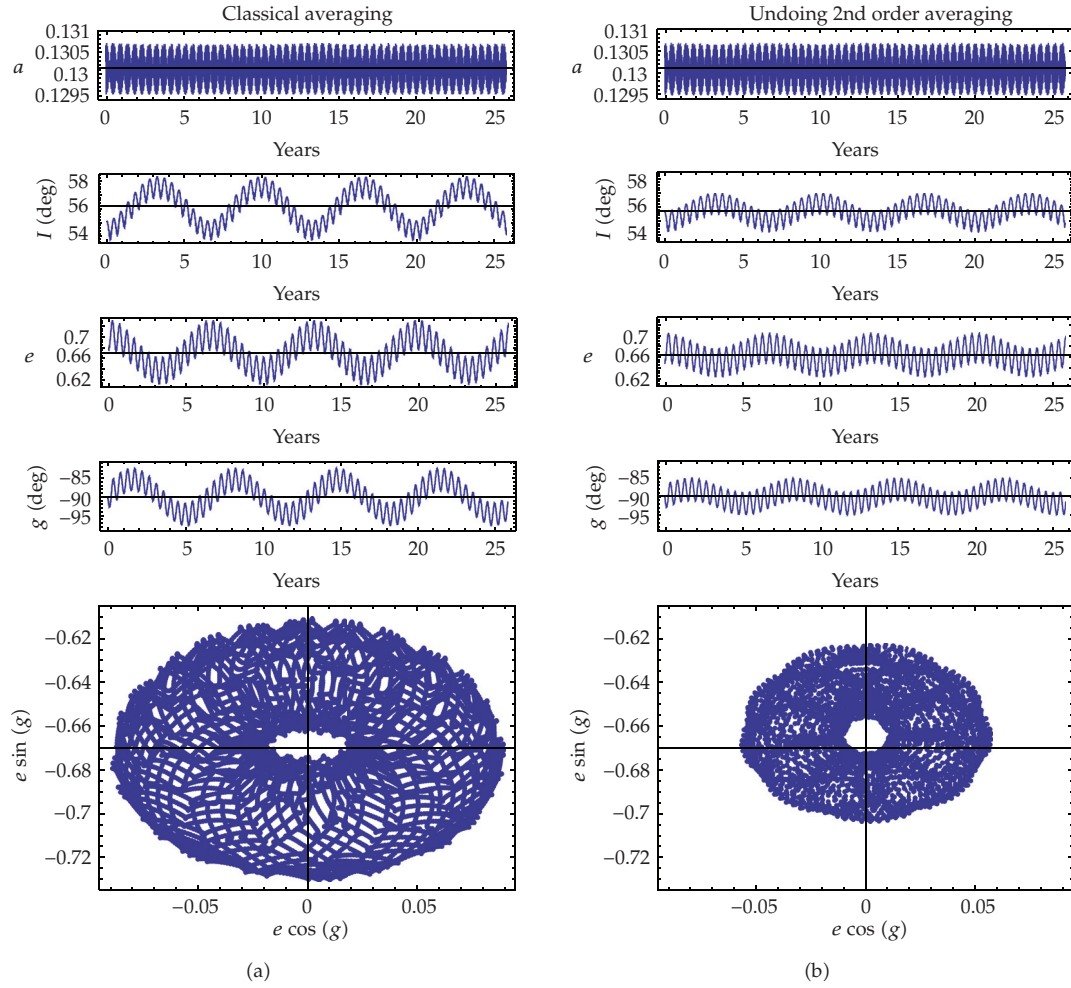 Classical averaging
0.131
0.1305
0.13
0.1295
a
0 5 10 15 20 25
Years
58
56
54
I (deg)
0 5 10 15 20 25
Years
0.7
0.66
0.62
e
0 5 10 15 20 25
Years
−85
−90
−95
g (deg)
0 5 10 15 20 25
Years
−0.62
−0.64
−0.66
−0.68
−0.7
−0.72
e sin (g)
−0.05 0 0.05
e cos (g)
(a)
Undoing 2nd order averaging
0.131
0.1305
0.13
0.1295
a
0 5 10 15 20 25
Years
58
56
54
I (deg)
0 5 10 15 20 25
Years
0.7
0.66
0.62
e
0 5 10 15 20 25
Years
−85
−90
−95
g (deg)
0 5 10 15 20 25
Years
−0.62
−0.64
−0.66
−0.68
−0.7
−0.72
e sin (g)
−0.05 0 0.05
e cos (g)
(b)